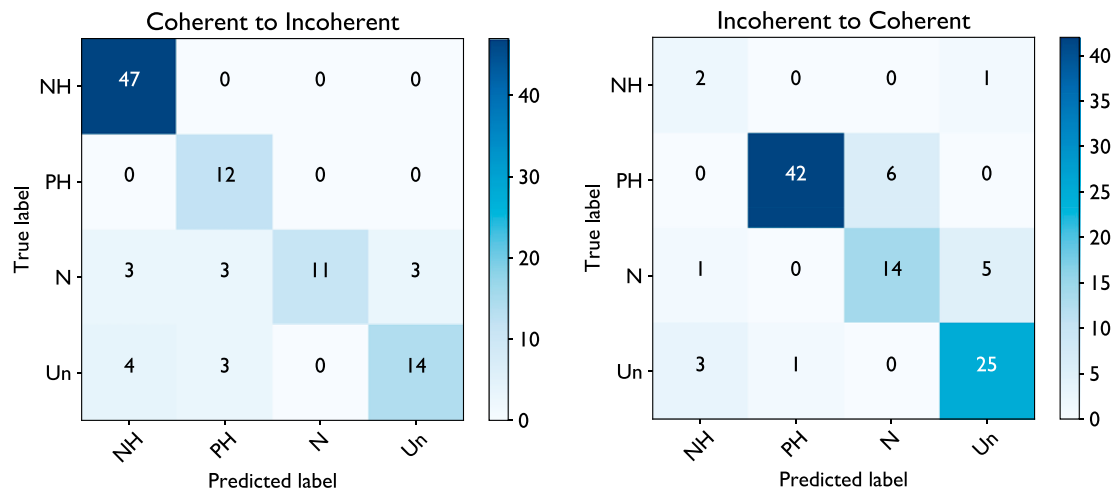 Coherent to Incoherent
NH 47 0 0 0
PH 0 12 0 0
N 3 3 11 3
Un 4 3 0 14
NH PH N Un
Predicted label
True label
40
30
20
10
0
Incoherent to Coherent
NH 2 0 0 1
PH 0 42 6 0
N 1 0 14 5
Un 3 1 0 25
NH PH N Un
Predicted label
True label
40
35
30
25
20
15
10
5
0